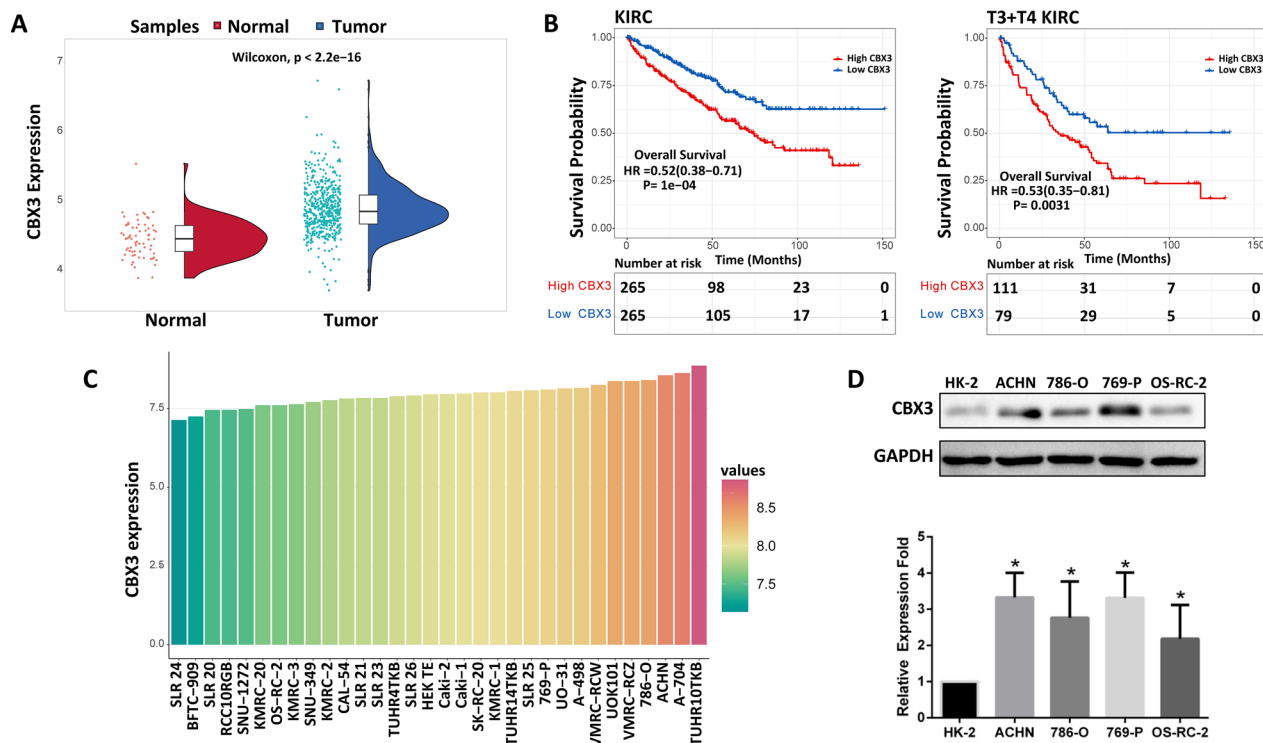 A
Samples Normal Tumor
Wilcoxon, p < 2.2e−16
CBX3 Expression
7
6
5
4
Normal Tumor
B
KIRC
Survival Probability
1.00
0.75
0.50
0.25
0.00
High CBX3
Low CBX3
Overall Survival
HR =0.52(0.38−0.71)
P= 1e−04
0 50 100 150
Time (Months)
Number at risk
High CBX3 265 98 23 0
Low CBX3 265 105 17 1
T3+T4 KIRC
Survival Probability
1.00
0.75
0.50
0.25
0.00
High CBX3
Low CBX3
Overall Survival
HR =0.53(0.35−0.81)
P= 0.0031
0 50 100 150
Time (Months)
Number at risk
High CBX3 111 31 7 0
Low CBX3 79 29 5 0
C
CBX3 expression
7.5
5.0
2.5
0.0
SLR 24
BFTC−909
SLR 20
RCC10RGB
SNU−1272
KMRC−20
OS−RC−2
KMRC−3
SNU−349
KMRC−2
CAL−54
SLR 21
SLR 23
TUHR4TKB
SLR 26
HEK TE
Caki−2
Caki−1
SK−RC−20
KMRC−1
TUHR14TKB
SLR 25
769−P
UO−31
A−498
VMRC−RCW
UOK101
VMRC−RCZ
786−O
ACHN
A−704
TUHR10TKB
values
8.5
8.0
7.5
D
HK-2 ACHN 786-O 769-P OS-RC-2
CBX3
GAPDH
Relative Expression Fold
5
4
3
2
1
0
* * * *
HK-2 ACHN 786-O 769-P OS-RC-2